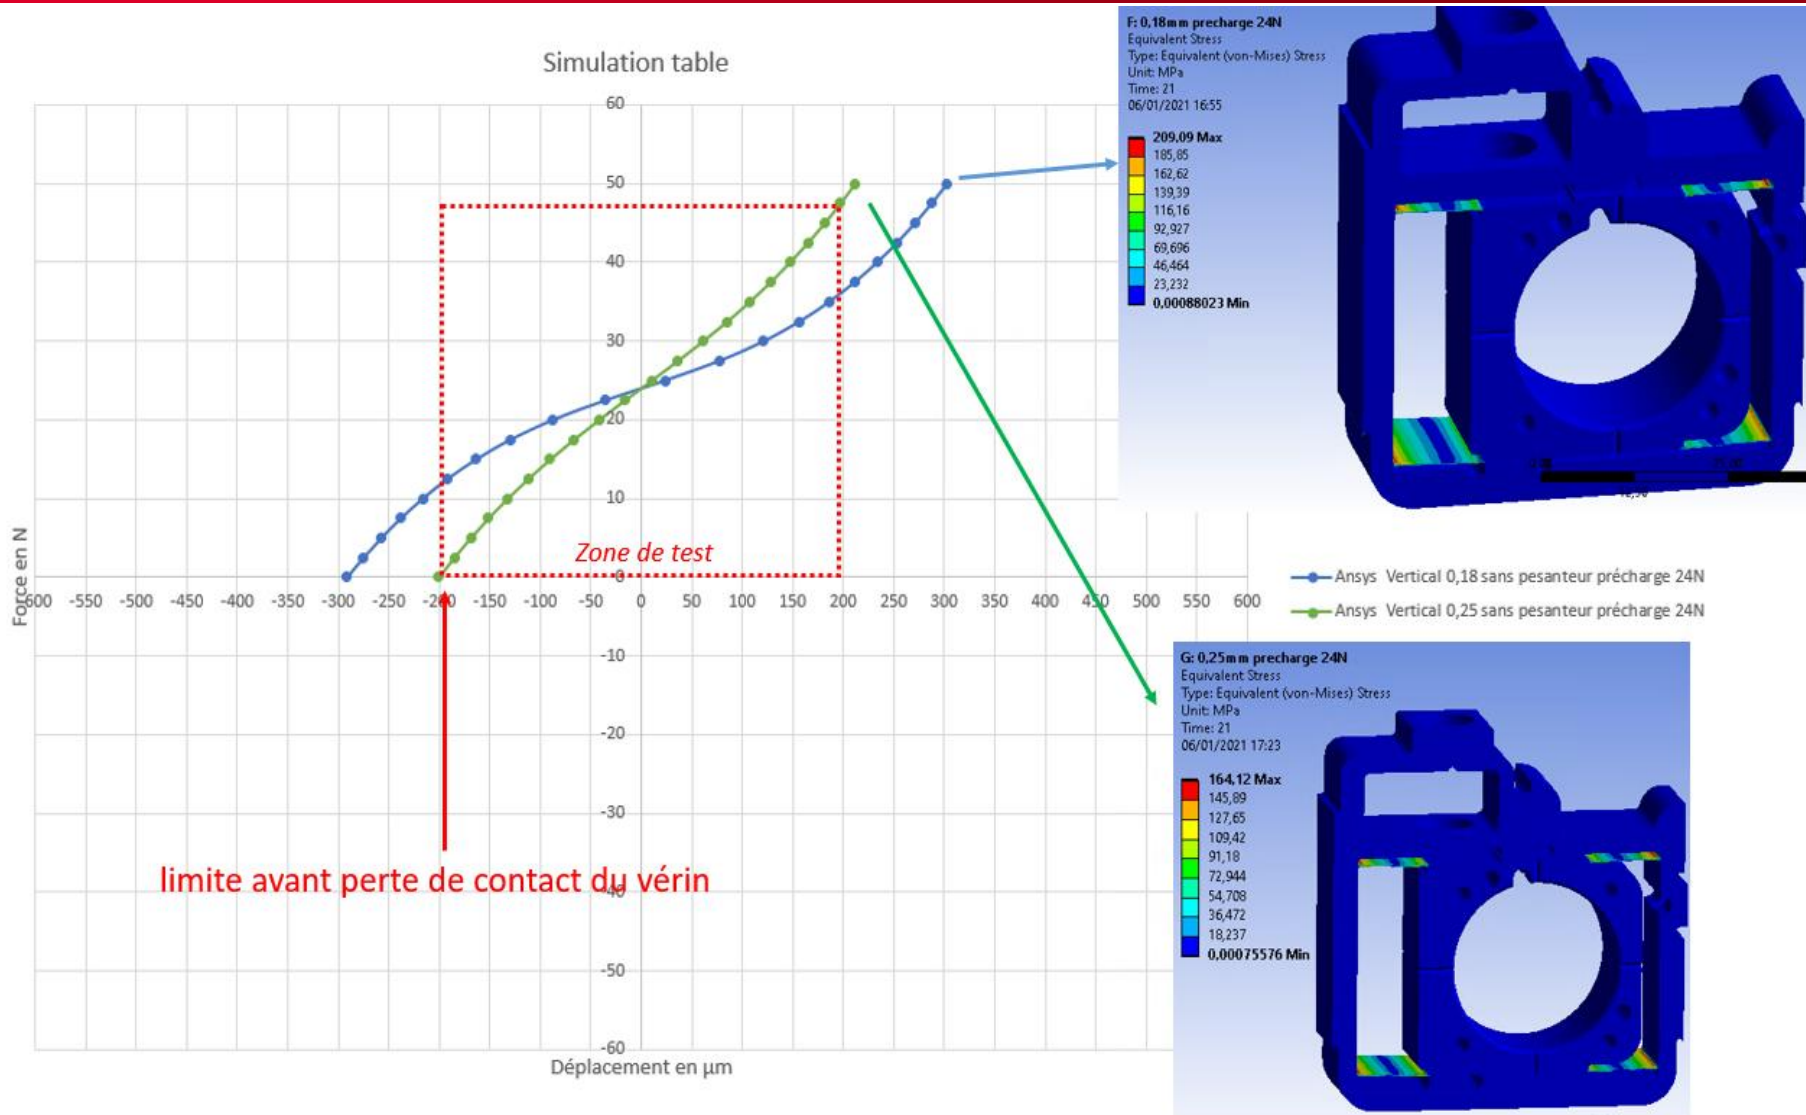 Simulation table
60
50
40
30
20
10
0
-10
-20
-30
-40
-50
-60
-600 -550 -500 -450 -400 -350 -300 -250 -200 -150 -100 -50 0 50 100 150 200 250 300 350 400 450 500 550 600
Force en N
Déplacement en µm
Zone de test
limite avant perte de contact du vérin
Ansys Vertical 0,18 sans pesanteur précharge 24N
Ansys Vertical 0,25 sans pesanteur précharge 24N
F: 0,18mm precharge 24N
Equivalent Stress
Type: Equivalent (von-Mises) Stress
Unit: MPa
Time: 21
06/01/2021 16:55
209,09 Max
185,85
162,62
139,39
116,16
92,927
69,696
46,464
23,232
0,00088023 Min
G: 0,25mm precharge 24N
Equivalent Stress
Type: Equivalent (von-Mises) Stress
Unit: MPa
Time: 21
06/01/2021 17:23
164,12 Max
145,89
127,65
109,42
91,18
72,944
54,708
36,472
18,237
0,00075576 Min